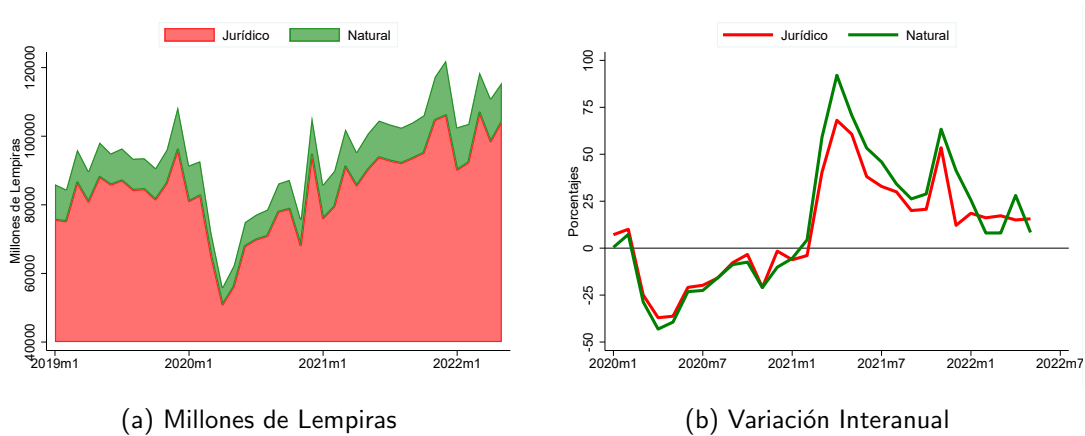 Jurídico Natural
Millones de Lempiras
120000
100000
80000
60000
40000
2019m1 2020m1 2021m1 2022m1
(a) Millones de Lempiras
Jurídico Natural
Porcentajes
100
75
50
25
0
-25
-50
2020m1 2020m7 2021m1 2021m7 2022m1 2022m7
(b) Variación Interanual